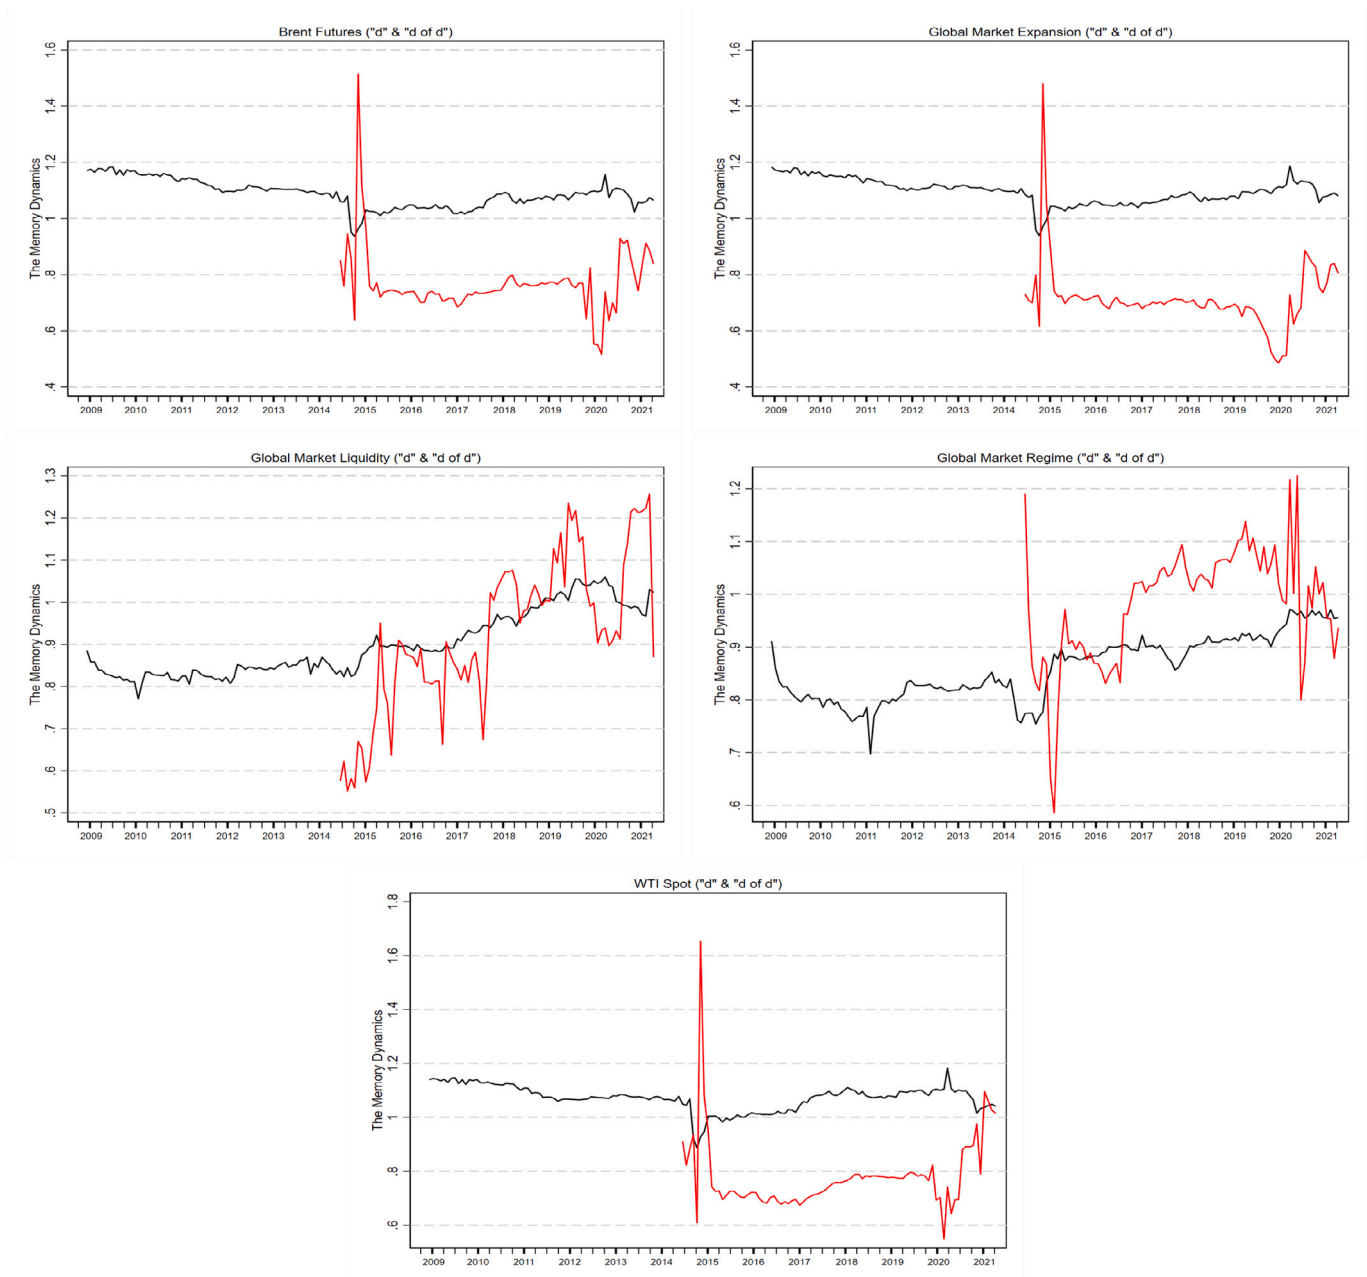 Brent Futures ("d" & "d of d")
The Memory Dynamics
1.6
1.4
1.2
1
.8
.6
.4
2009 2010 2011 2012 2013 2014 2015 2016 2017 2018 2019 2020 2021
Global Market Expansion ("d" & "d of d")
The Memory Dynamics
1.6
1.4
1.2
1
.8
.6
.4
2009 2010 2011 2012 2013 2014 2015 2016 2017 2018 2019 2020 2021
Global Market Liquidity ("d" & "d of d")
The Memory Dynamics
1.3
1.2
1.1
1
.9
.8
.7
.6
.5
2009 2010 2011 2012 2013 2014 2015 2016 2017 2018 2019 2020 2021
Global Market Regime ("d" & "d of d")
The Memory Dynamics
1.2
1.1
1
.9
.8
.7
.6
2009 2010 2011 2012 2013 2014 2015 2016 2017 2018 2019 2020 2021
WTI Spot ("d" & "d of d")
The Memory Dynamics
1.8
1.6
1.4
1.2
1
.8
.6
2009 2010 2011 2012 2013 2014 2015 2016 2017 2018 2019 2020 2021